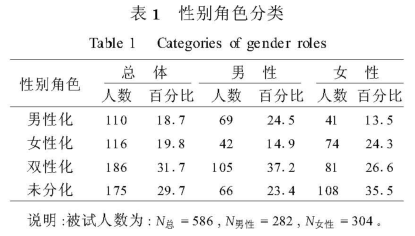 表 1 性别角色分类
Table 1 Categories of gender roles
性别角色 总 体 男 性 女 性
人数 百分比 人数 百分比 人数 百分比
男性化 110 18.7 69 24.5 41 13.5
女性化 116 19.8 42 14.9 74 24.3
双性化 186 31.7 105 37.2 81 26.6
未分化 175 29.7 66 23.4 108 35.5
说明:被试人数为:N总 =586,N男性 =282,N女性 =304。